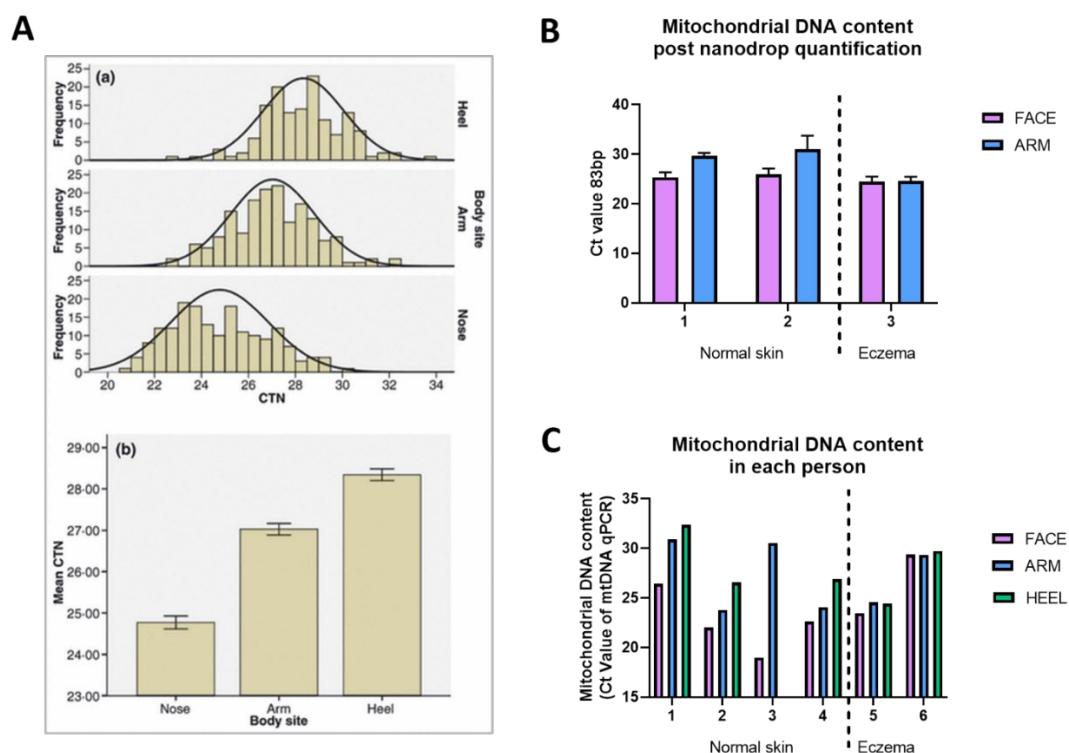 A
(a)
Frequency
25
20
15
10
5
0
Heel
Frequency
25
20
15
10
5
0
Arm
Body site
Frequency
25
20
15
10
5
0
Nose
20 22 24 26 28 30 32 34
CTN
(b)
Mean CTN
29·00
28·00
27·00
26·00
25·00
24·00
23·00
Nose Arm Heel
Body site
B
Mitochondrial DNA content
post nanodrop quantification
Ct value 83bp
40
30
20
10
0
1 2 3
Normal skin Eczema
FACE
ARM
C
Mitochondrial DNA content
in each person
Mitochondrial DNA content
(Ct Value of mtDNA qPCR)
35
30
25
20
15
1 2 3 4 5 6
Normal skin Eczema
FACE
ARM
HEEL